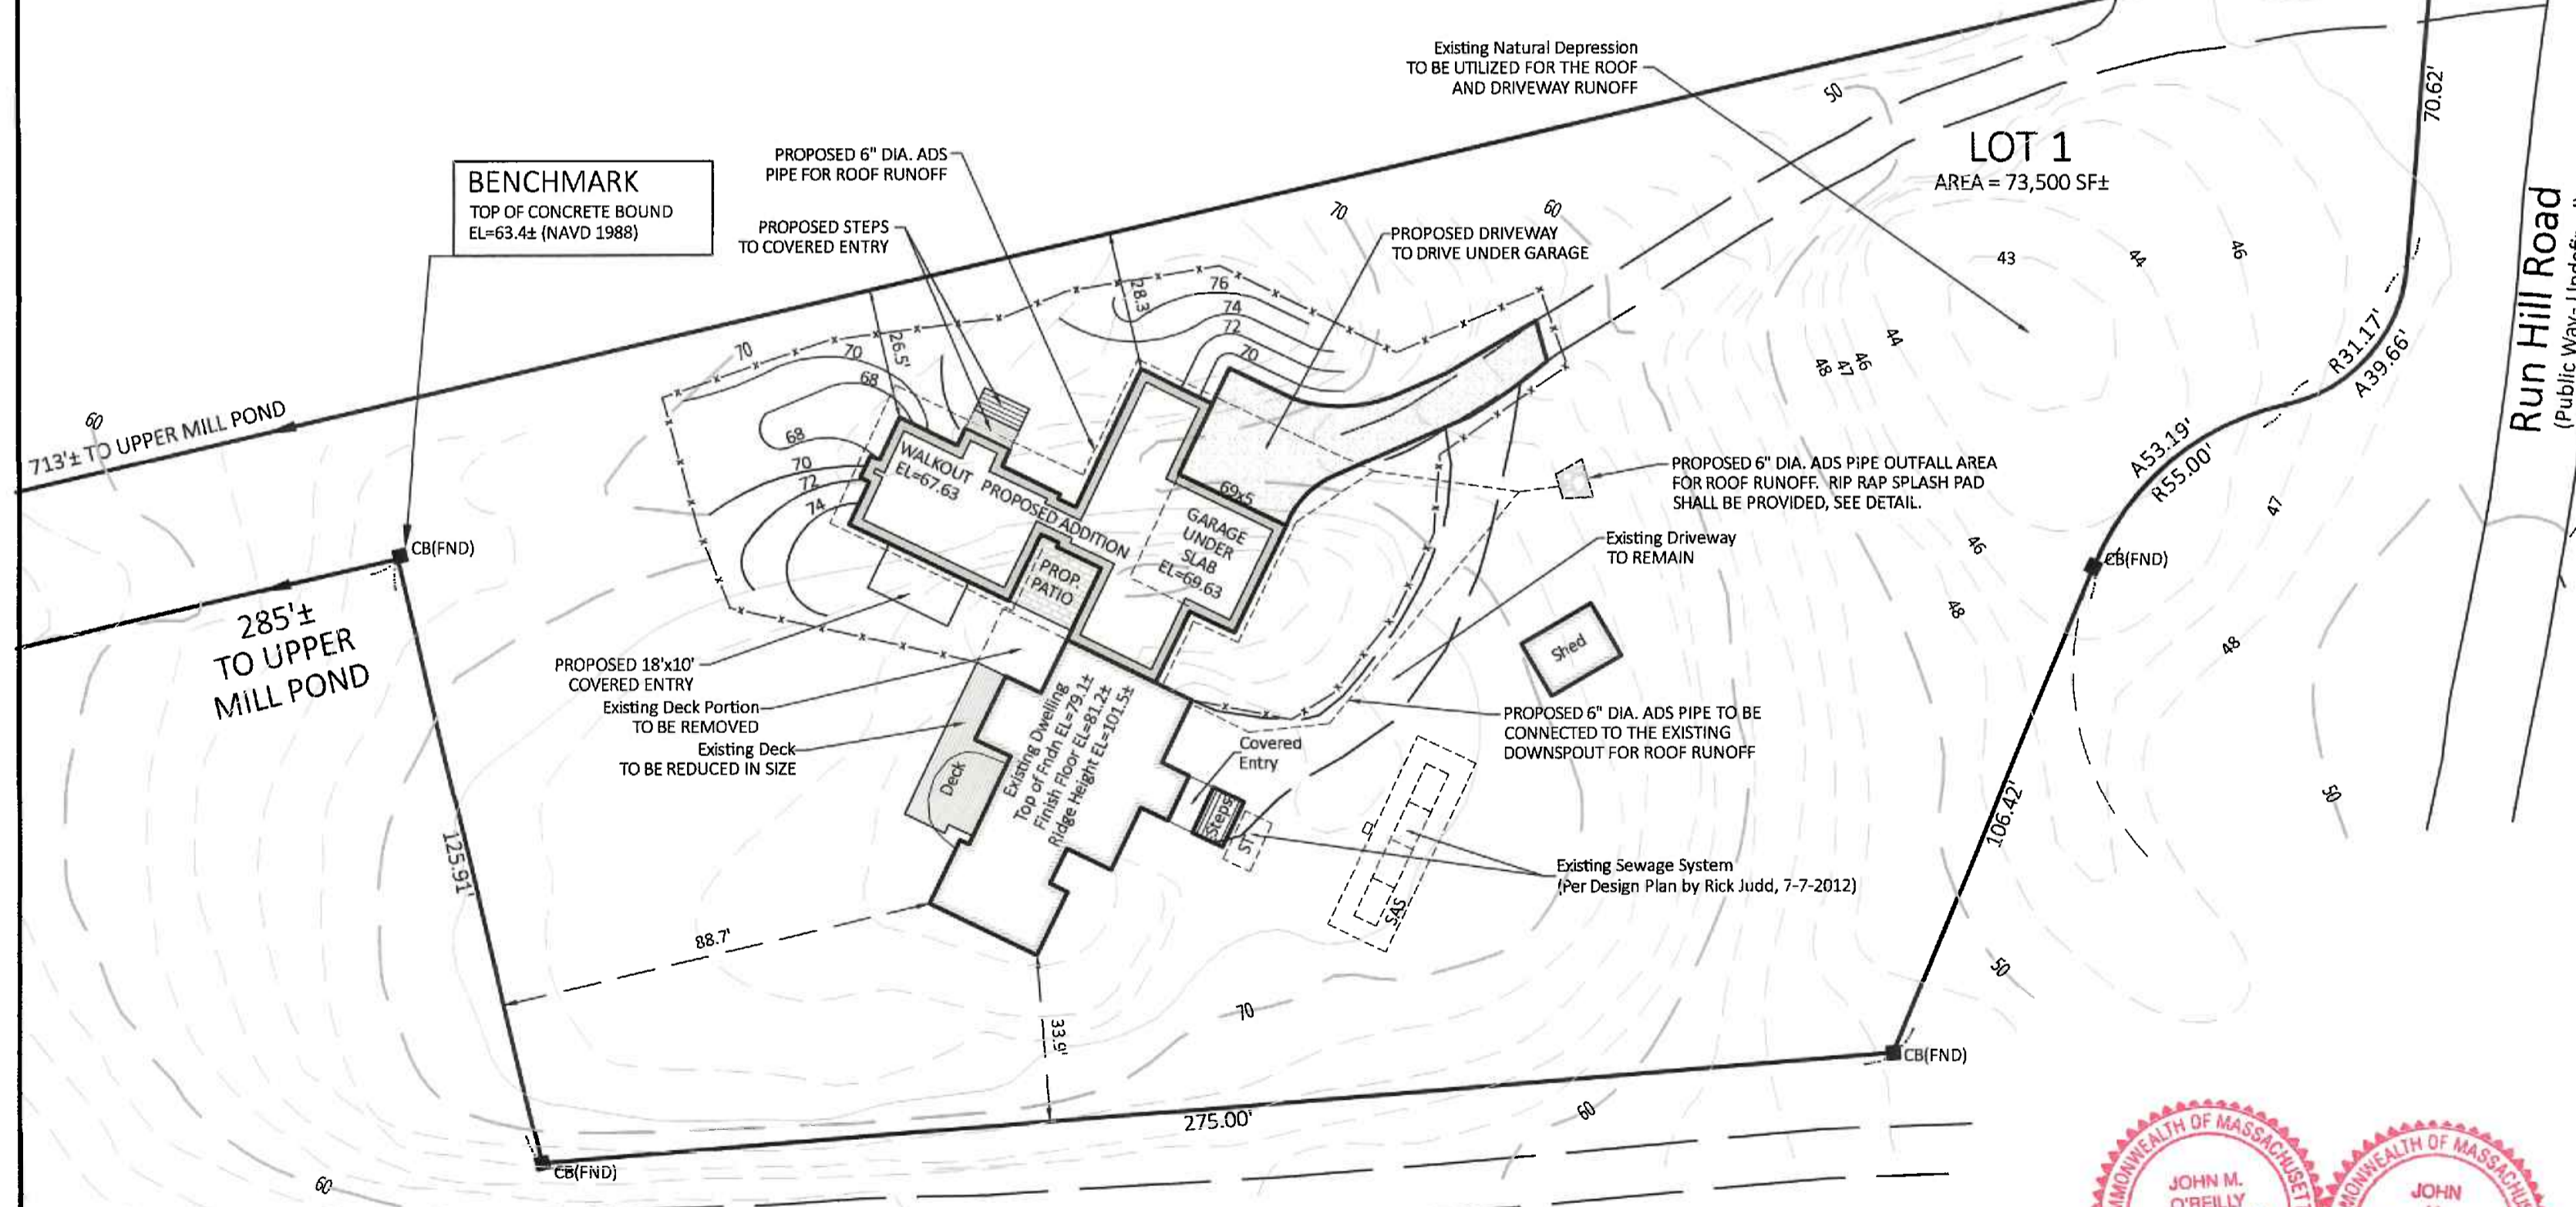 Existing Natural Depression
TO BE UTILIZED FOR THE ROOF
AND DRIVEWAY RUNOFF
50
70.62'
LOT 1
AREA = 73,500 SF±
BENCHMARK
TOP OF CONCRETE BOUND
EL=63.4± (NAVD 1988)
PROPOSED 6" DIA. ADS
PIPE FOR ROOF RUNOFF
PROPOSED STEPS
TO COVERED ENTRY
70
60
PROPOSED DRIVEWAY
TO DRIVE UNDER GARAGE
43
44
46
Run Hill Road
(Public Way-
28.3
76
74
72
70
26.5'
70
70
68
68
70
72
74
48
47
46
44
R31.17'
A39.66'
60
713'± TO UPPER MILL POND
WALKOUT
EL=67.63
PROPOSED ADDITION
69x5
GARAGE
UNDER
SLAB
EL=69.63
PROP.
PATIO
PROPOSED 6" DIA. ADS PIPE OUTFALL AREA
FOR ROOF RUNOFF. RIP RAP SPLASH PAD
SHALL BE PROVIDED, SEE DETAIL.
A53.19'
R55.00'
47
46
48
48
50
CB(FND)
CB(FND)
Existing Driveway
TO REMAIN
285'±
TO UPPER
MILL POND
Shed
PROPOSED 18'x10'
COVERED ENTRY
Existing Deck Portion
TO BE REMOVED
Existing Deck
TO BE REDUCED IN SIZE
Deck
Existing Dwelling
Top of Fndn EL=79.1±
Finish Floor EL=81.2±
Ridge Height EL=101.5±
Covered
Entry
Steps
ST
PROPOSED 6" DIA. ADS PIPE TO BE
CONNECTED TO THE EXISTING
DOWNSPOUT FOR ROOF RUNOFF
106.42'
125.91'
Existing Sewage System
(Per Design Plan by Rick Judd, 7-7-2012)
SAS
88.7'
50
70
33.9'
CB(FND)
275.00'
60
CB(FND)
60
COMMONWEALTH OF MASSACHUSETTS
JOHN M.
O'REILLY
MASSACHUS
JOHN